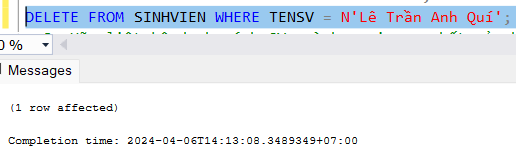 DELETE FROM SINHVIEN WHERE TENSV = N'Lê Trần Anh Quí';
0 %
Messages
(1 row affected)
Completion time: 2024-04-06T14:13:08.3489349+07:00